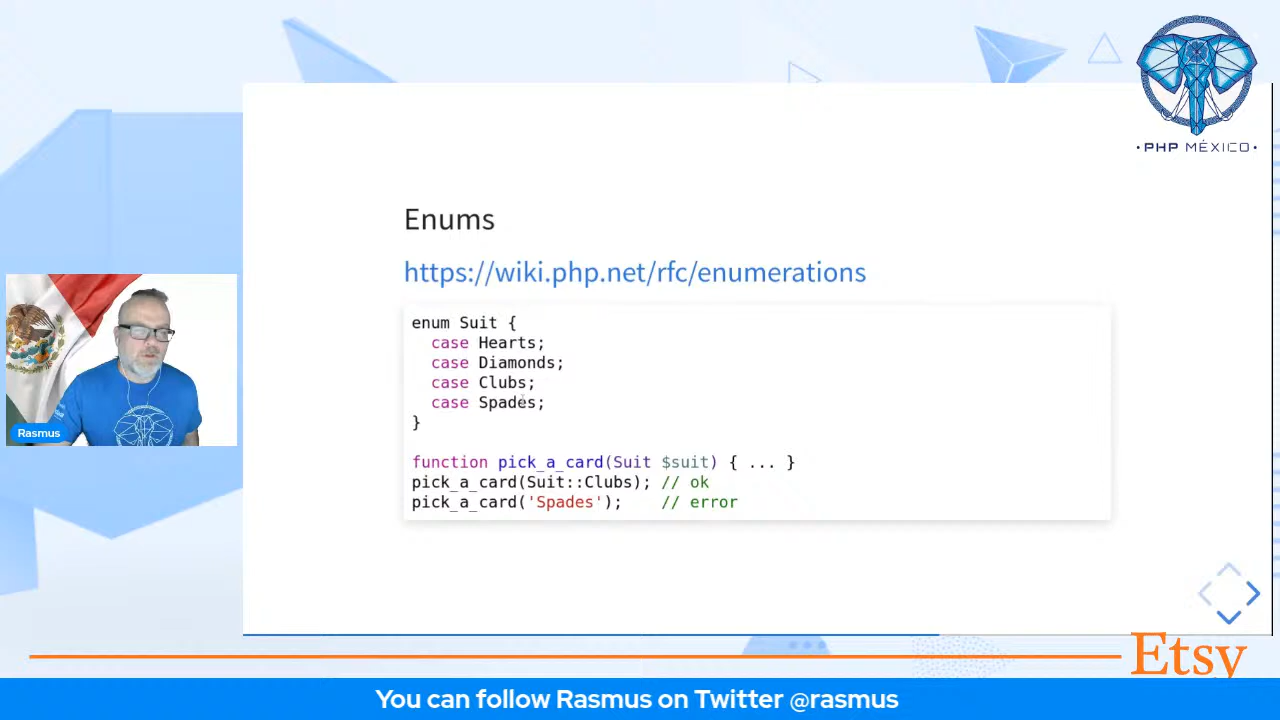 • PHP MÉXICO •
Enums
https://wiki.php.net/rfc/enumerations
enum Suit {
  case Hearts;
  case Diamonds;
  case Clubs;
  case Spades;
}
function pick_a_card(Suit $suit) { ... }
pick_a_card(Suit::Clubs); // ok
pick_a_card('Spades');    // error
Rasmus
Etsy
You can follow Rasmus on Twitter @rasmus